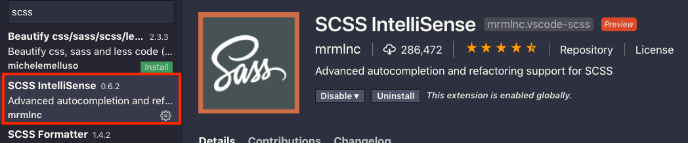 scss
Beautify css/sass/scss/le... 2.3.3
Beautify css, sass and less code (...
michelemelluso Install
SCSS IntelliSense 0.6.2
Advanced autocompletion and ref...
mrmlnc
SCSS Formatter 1.4.2
Sass
SCSS IntelliSense mrmlnc.vscode-scss Preview
mrmlnc 286,472 Repository License
Advanced autocompletion and refactoring support for SCSS
Disable Uninstall This extension is enabled globally.
Details Contributions Changelog